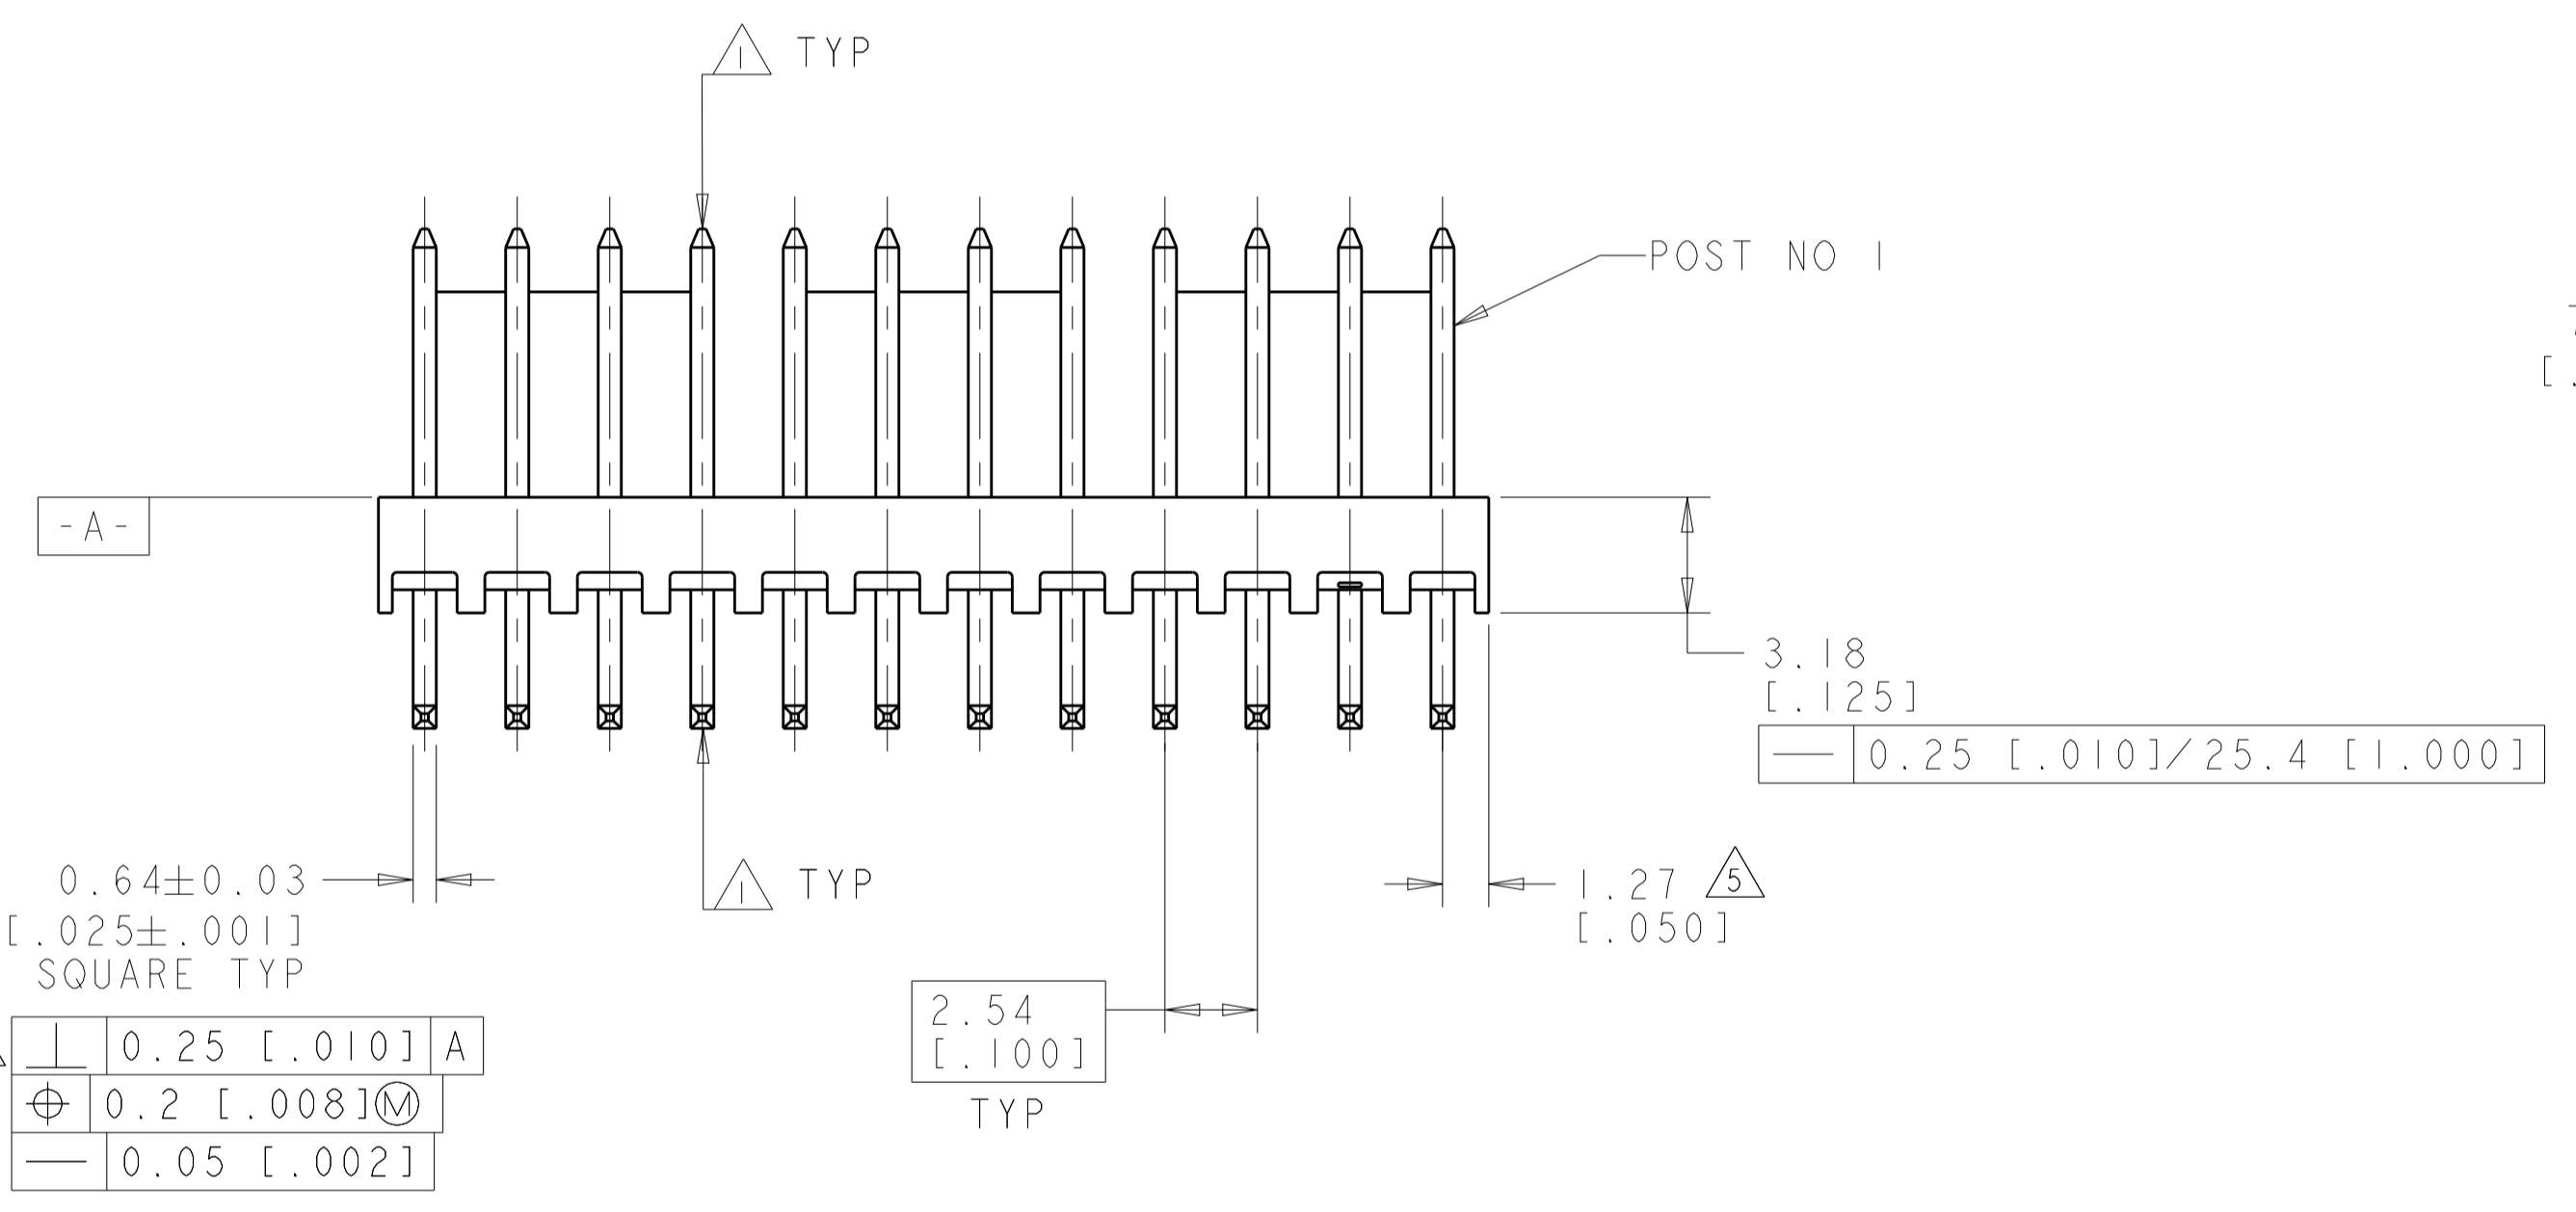 1 TYP
POST NO 1
-A-
3.18
[.125]
0.25 [.010]/25.4 [1.000]
0.64±0.03
[.025±.001]
SQUARE TYP
1 TYP
1.27 5
[.050]
2.54
[.100]
TYP
⊥ 0.25 [.010] A
⌖ 0.2 [.008] Ⓜ
⏤ 0.05 [.002]